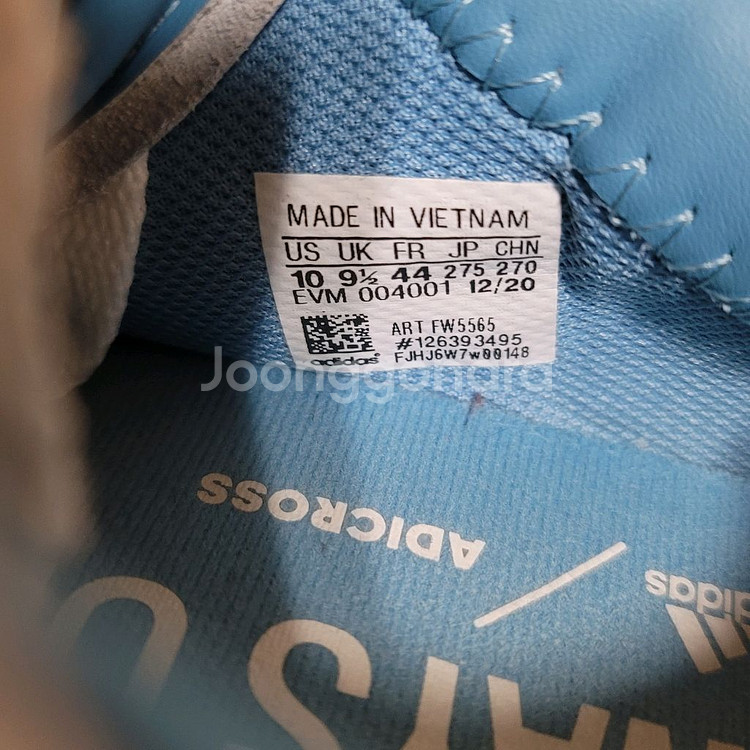 MADE IN VIETNAM
US UK FR JP CHN
10 9½ 44 275 270
EVM 004001 12/20
ART FW5565
#126393495
adidas FJHJ6W7w00148
Joonggonara
ADICROSS
adidas